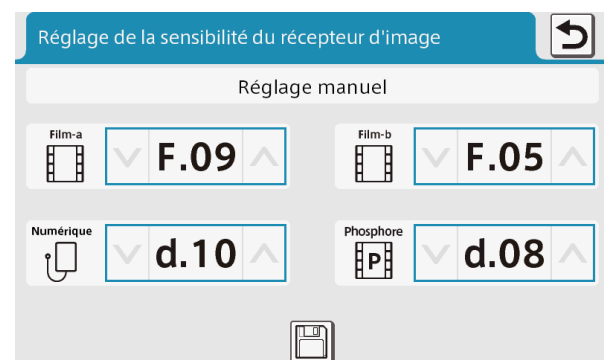 Réglage de la sensibilité du récepteur d'image
Réglage manuel
Film-a
F.09
Film-b
F.05
Numérique
d.10
Phosphore
P
d.08